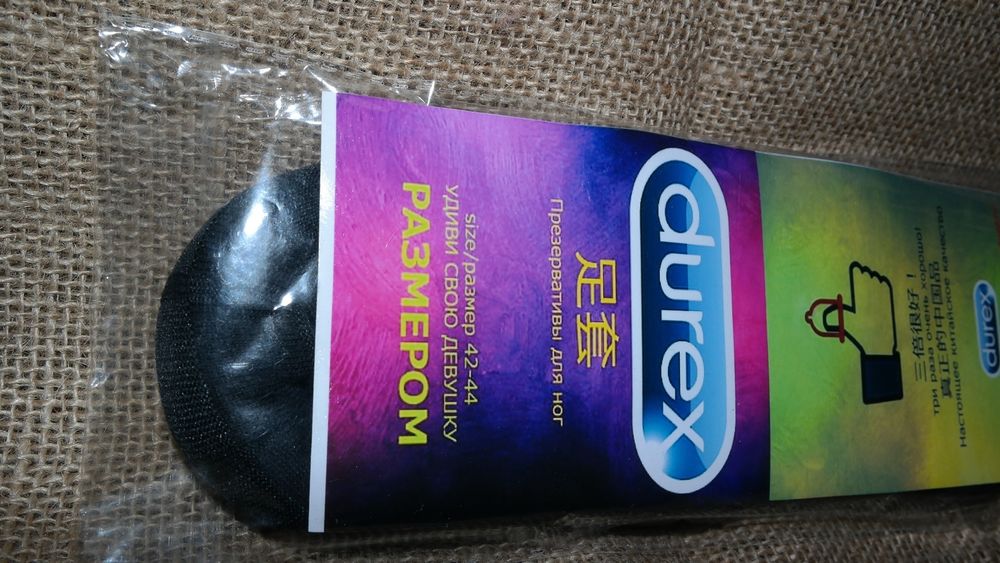 durex
足套
Презервативы для ног
size/размер 42-44
УДИВИ СВОЮ ДЕВУШКУ
РАЗМЕРОМ
durex
三倍很好！
три раза очень хорошо!
真正的中国品
Настоящее китайское качество